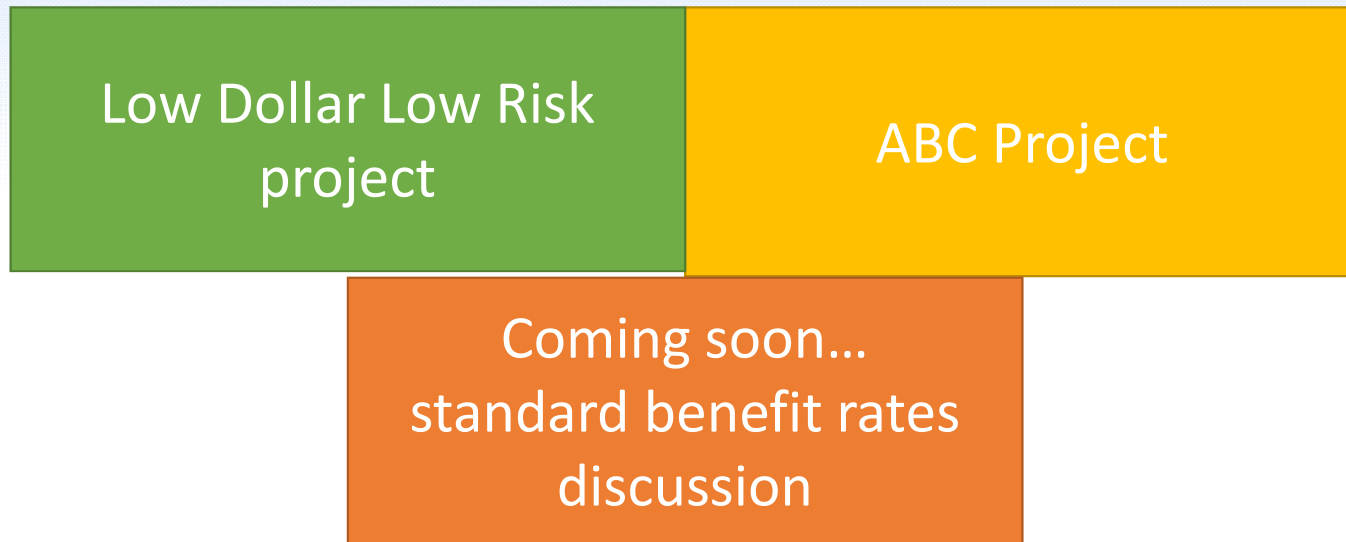 Low Dollar Low Risk
project
ABC Project
Coming soon…
standard benefit rates
discussion